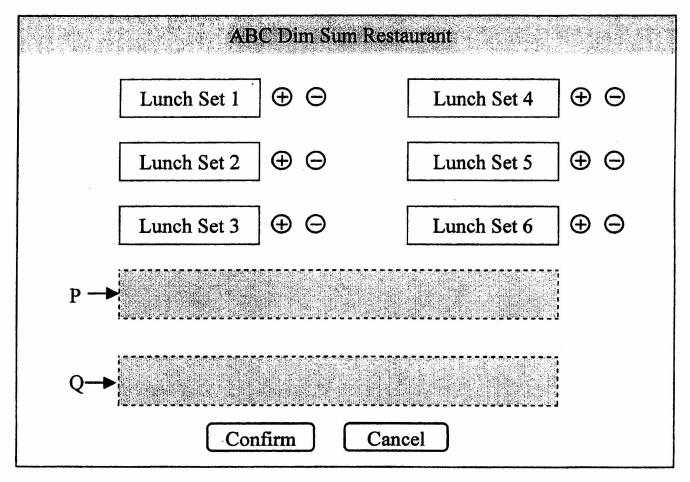 ABC Dim Sum Restaurant
Lunch Set 1 ⊕ ⊖ Lunch Set 4 ⊕ ⊖
Lunch Set 2 ⊕ ⊖ Lunch Set 5 ⊕ ⊖
Lunch Set 3 ⊕ ⊖ Lunch Set 6 ⊕ ⊖
P
Q
Confirm Cancel